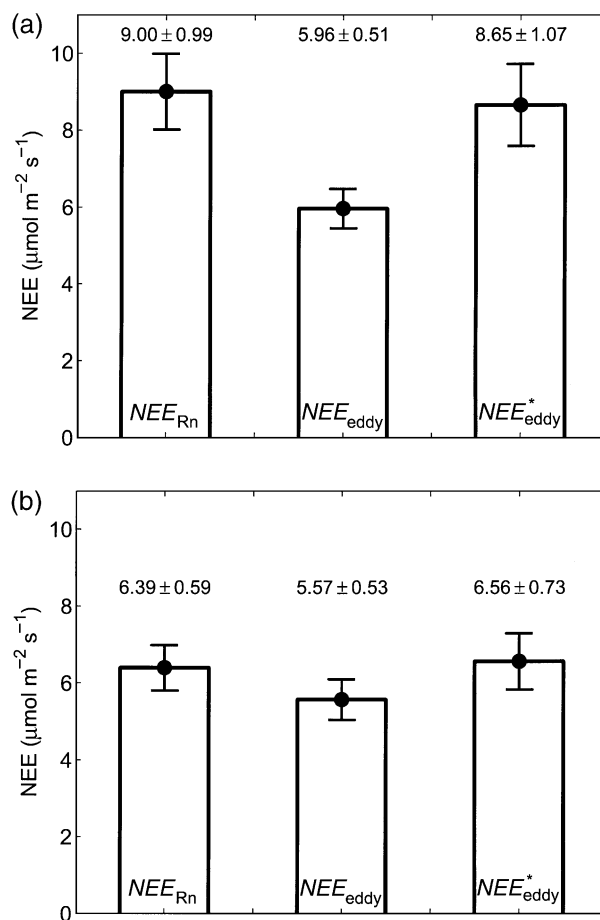 (a)
10
9.00±0.99 5.96±0.51 8.65±1.07
8
6
4
2
0
NEE (µmol m⁻² s⁻¹)
NEE_Rn NEE_eddy NEE*_eddy
(b)
10
8
6.39±0.59 5.57±0.53 6.56±0.73
6
4
2
0
NEE (µmol m⁻² s⁻¹)
NEE_Rn NEE_eddy NEE*_eddy